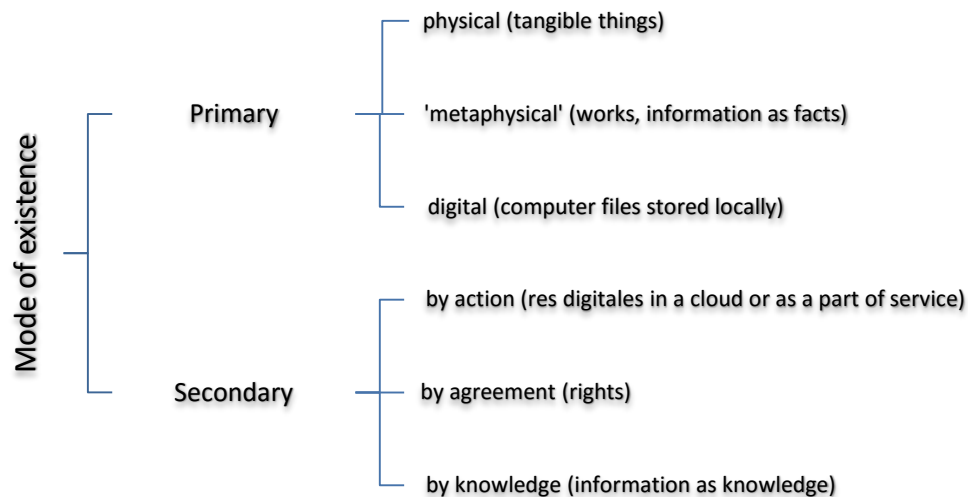 Mode of existence
Primary
physical (tangible things)
'metaphysical' (works, information as facts)
digital (computer files stored locally)
Secondary
by action (res digitales in a cloud or as a part of service)
by agreement (rights)
by knowledge (information as knowledge)